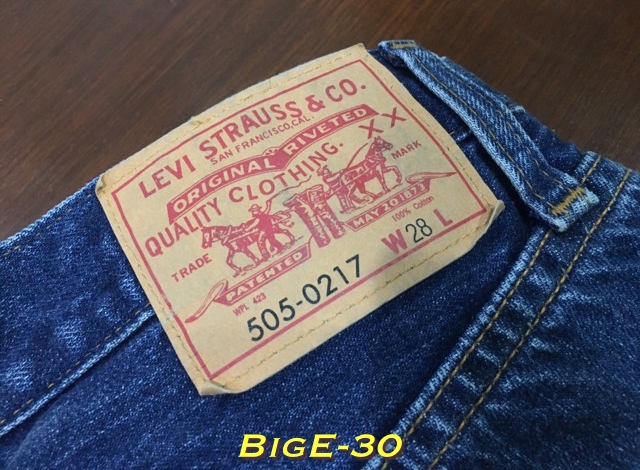 LEVI STRAUSS & CO.
SAN FRANCISCO, CAL.
ORIGINAL RIVETED
QUALITY CLOTHING. XX
TRADE MARK
PATENTED MAY 20 1873
100% Cotton
WPL 423
505-0217 W 28 L
BIGE-30